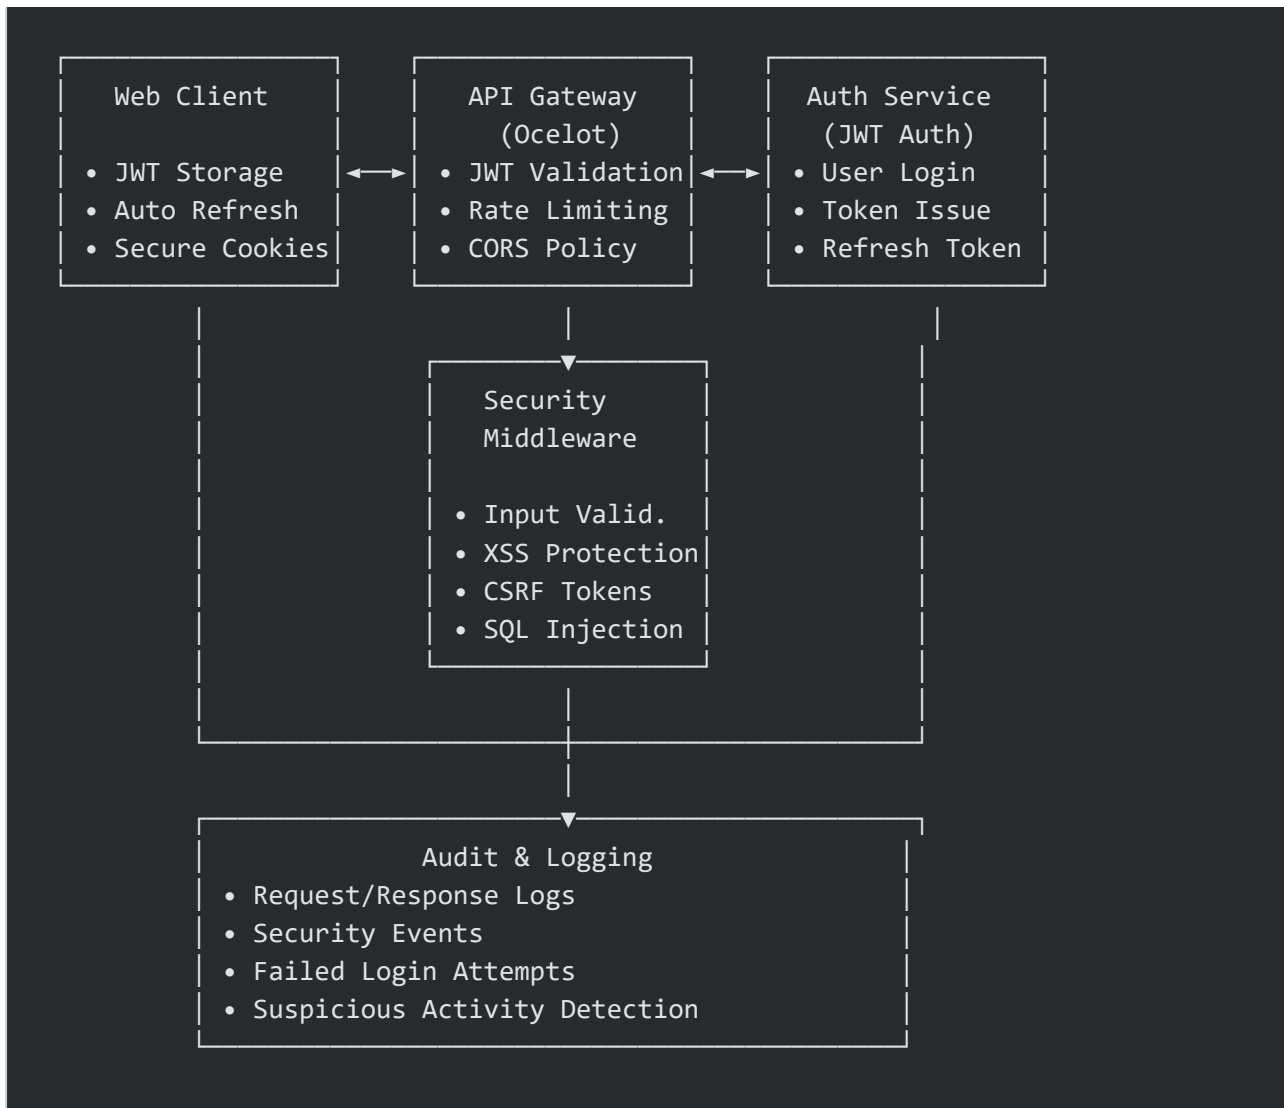 Web Client
API Gateway
Auth Service
(Ocelot)
(JWT Auth)
• JWT Storage
• JWT Validation
• User Login
• Auto Refresh
• Rate Limiting
• Token Issue
• Secure Cookies
• CORS Policy
• Refresh Token
Security
Middleware
• Input Valid.
• XSS Protection
• CSRF Tokens
• SQL Injection
Audit & Logging
• Request/Response Logs
• Security Events
• Failed Login Attempts
• Suspicious Activity Detection